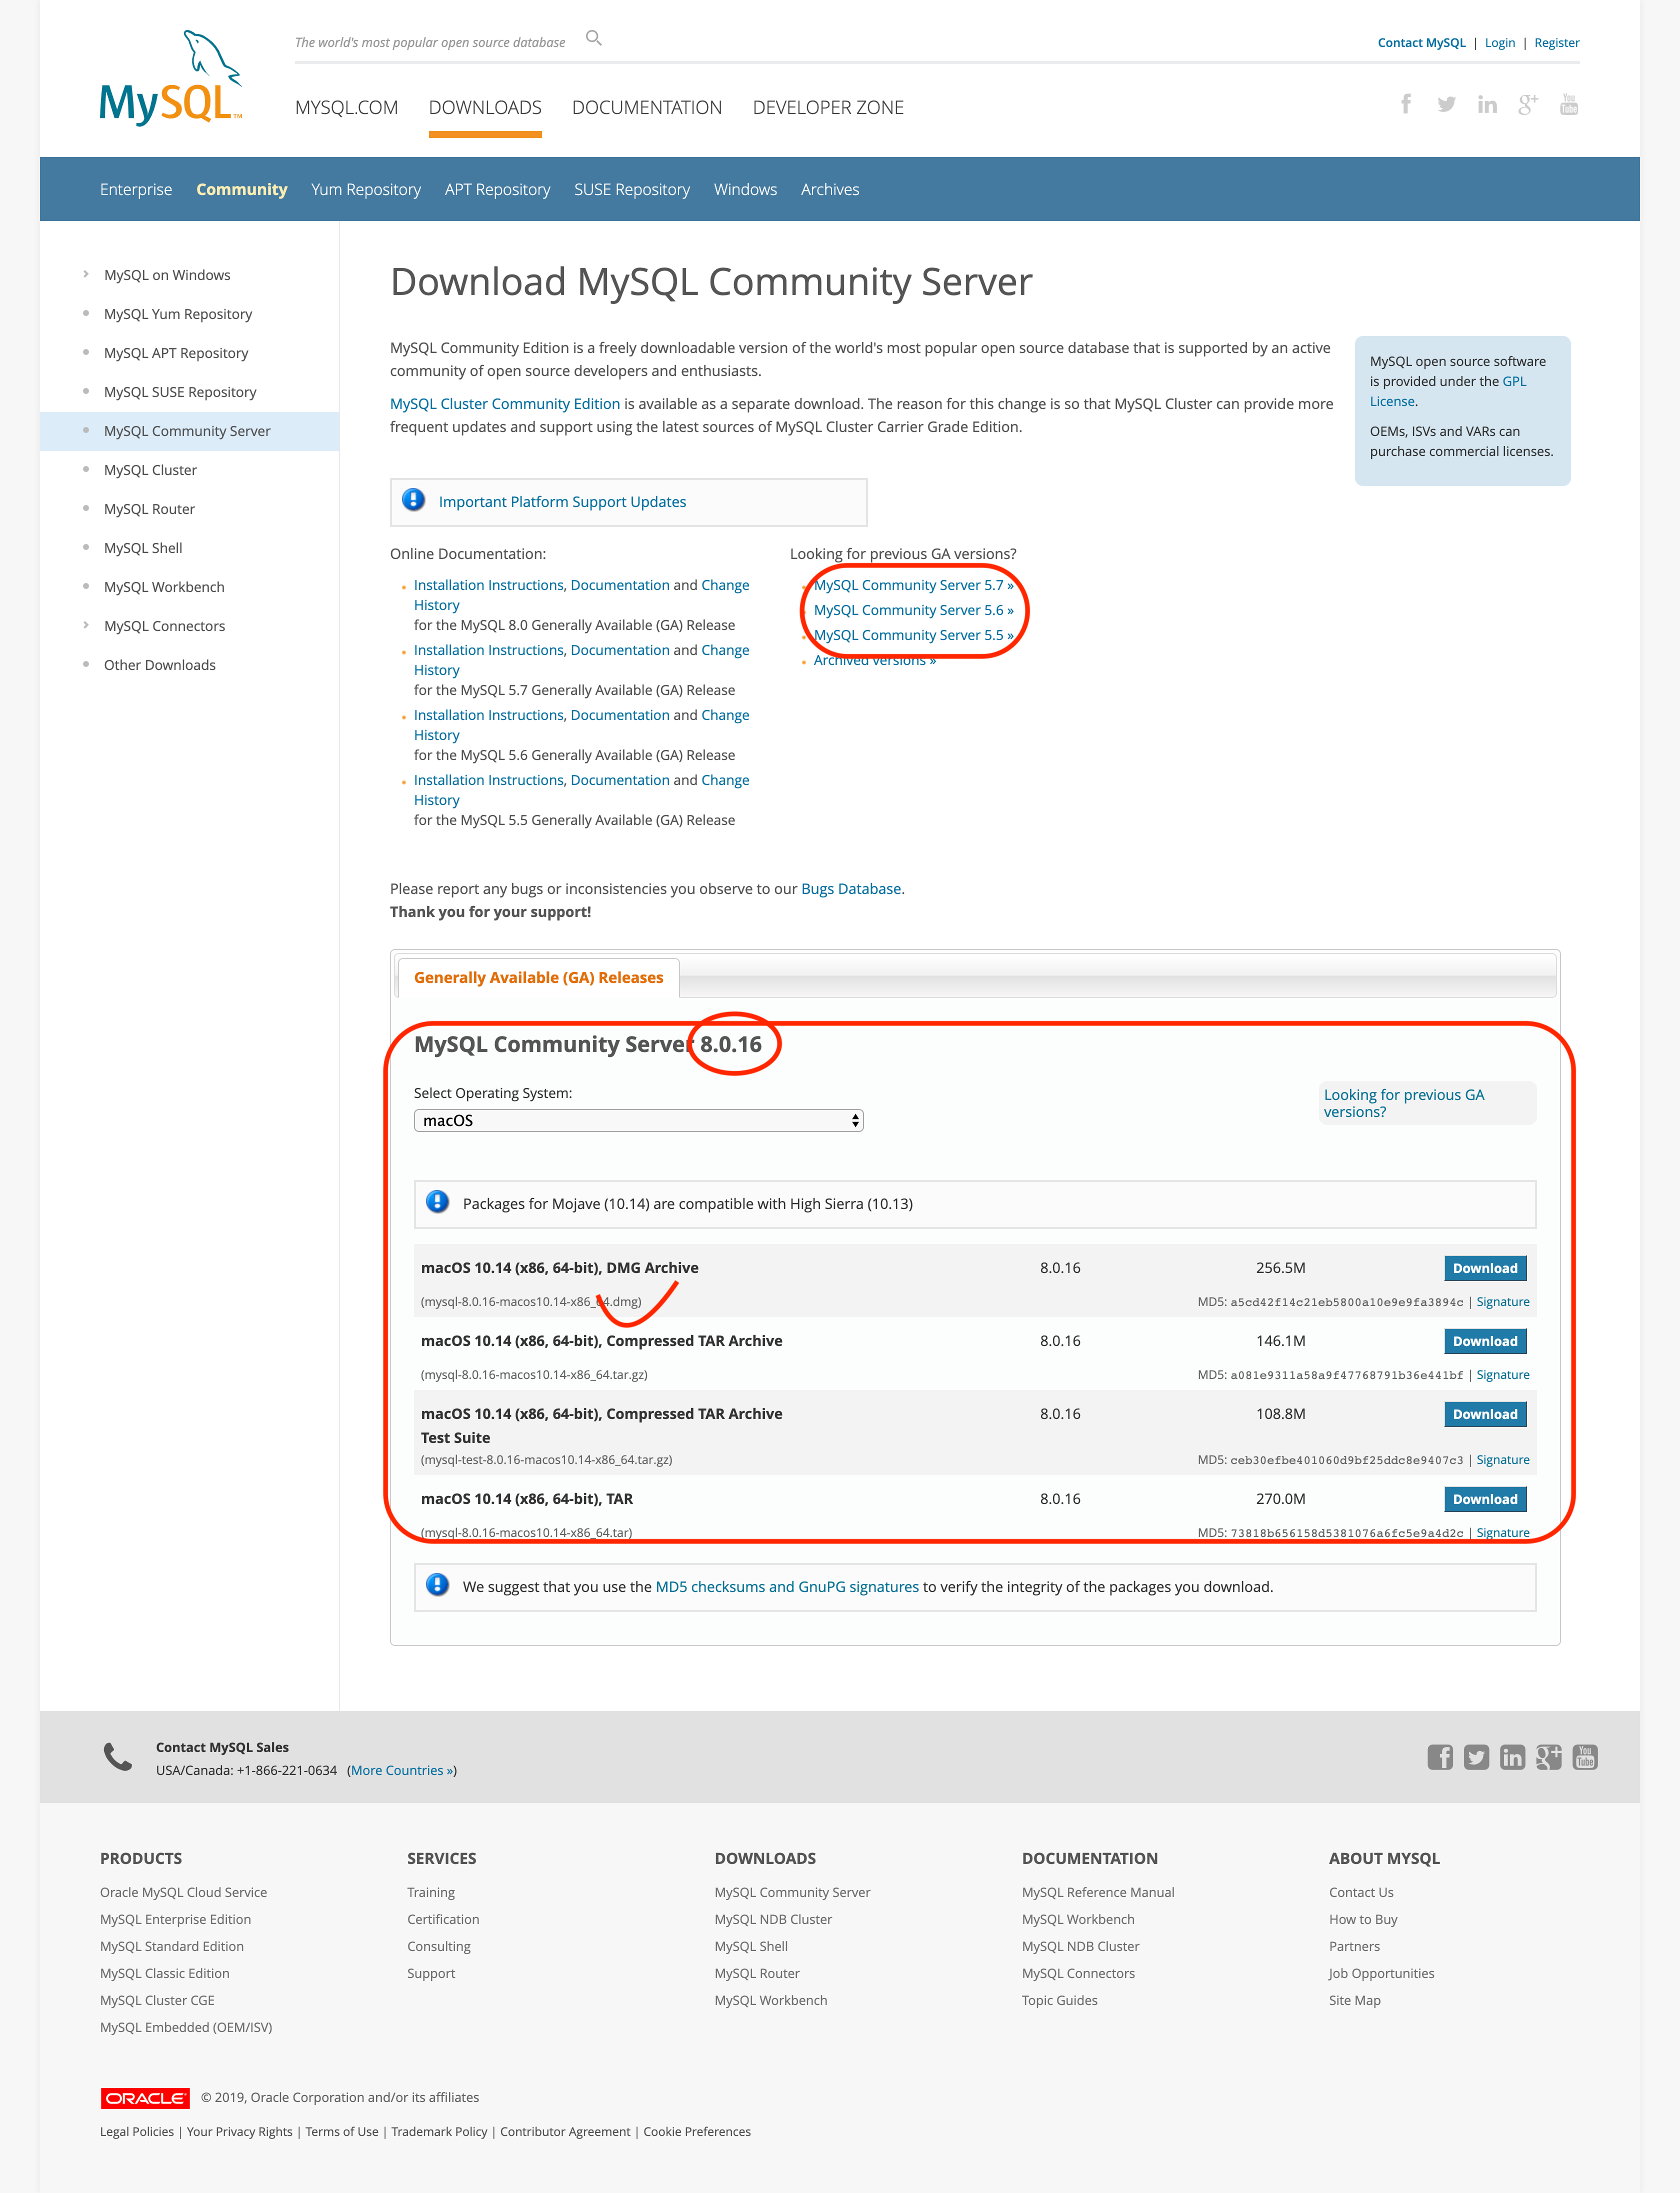 The world's most popular open source database
Contact MySQL | Login | Register
MySQL™
MYSQL.COM DOWNLOADS DOCUMENTATION DEVELOPER ZONE
Enterprise Community Yum Repository APT Repository SUSE Repository Windows Archives
MySQL on Windows
MySQL Yum Repository
MySQL APT Repository
MySQL SUSE Repository
MySQL Community Server
MySQL Cluster
MySQL Router
MySQL Shell
MySQL Workbench
MySQL Connectors
Other Downloads
Download MySQL Community Server
MySQL Community Edition is a freely downloadable version of the world's most popular open source database that is supported by an active
community of open source developers and enthusiasts.
MySQL Cluster Community Edition is available as a separate download. The reason for this change is so that MySQL Cluster can provide more
frequent updates and support using the latest sources of MySQL Cluster Carrier Grade Edition.
MySQL open source software
is provided under the GPL
License.
OEMs, ISVs and VARs can
purchase commercial licenses.
Important Platform Support Updates
Online Documentation:
Installation Instructions, Documentation and Change
History
for the MySQL 8.0 Generally Available (GA) Release
Installation Instructions, Documentation and Change
History
for the MySQL 5.7 Generally Available (GA) Release
Installation Instructions, Documentation and Change
History
for the MySQL 5.6 Generally Available (GA) Release
Installation Instructions, Documentation and Change
History
for the MySQL 5.5 Generally Available (GA) Release
Looking for previous GA versions?
MySQL Community Server 5.7 »
MySQL Community Server 5.6 »
MySQL Community Server 5.5 »
Archived versions »
Please report any bugs or inconsistencies you observe to our Bugs Database.
Thank you for your support!
Generally Available (GA) Releases
MySQL Community Server 8.0.16
Select Operating System:
macOS
Looking for previous GA
versions?
Packages for Mojave (10.14) are compatible with High Sierra (10.13)
macOS 10.14 (x86, 64-bit), DMG Archive 8.0.16 256.5M Download
(mysql-8.0.16-macos10.14-x86_64.dmg) MD5: a5cd42f14c21eb5800a10e9e9fa3894c | Signature
macOS 10.14 (x86, 64-bit), Compressed TAR Archive 8.0.16 146.1M Download
(mysql-8.0.16-macos10.14-x86_64.tar.gz) MD5: a081e9311a58a9f47768791b36e441bf | Signature
macOS 10.14 (x86, 64-bit), Compressed TAR Archive 8.0.16 108.8M Download
Test Suite
(mysql-test-8.0.16-macos10.14-x86_64.tar.gz) MD5: ceb30efbe401060d9bf25ddc8e9407c3 | Signature
macOS 10.14 (x86, 64-bit), TAR 8.0.16 270.0M Download
(mysql-8.0.16-macos10.14-x86_64.tar) MD5: 73818b656158d5381076a6fc5e9a4d2c | Signature
We suggest that you use the MD5 checksums and GnuPG signatures to verify the integrity of the packages you download.
Contact MySQL Sales
USA/Canada: +1-866-221-0634 (More Countries »)
PRODUCTS
Oracle MySQL Cloud Service
MySQL Enterprise Edition
MySQL Standard Edition
MySQL Classic Edition
MySQL Cluster CGE
MySQL Embedded (OEM/ISV)
SERVICES
Training
Certification
Consulting
Support
DOWNLOADS
MySQL Community Server
MySQL NDB Cluster
MySQL Shell
MySQL Router
MySQL Workbench
DOCUMENTATION
MySQL Reference Manual
MySQL Workbench
MySQL NDB Cluster
MySQL Connectors
Topic Guides
ABOUT MYSQL
Contact Us
How to Buy
Partners
Job Opportunities
Site Map
ORACLE © 2019, Oracle Corporation and/or its affiliates
Legal Policies | Your Privacy Rights | Terms of Use | Trademark Policy | Contributor Agreement | Cookie Preferences